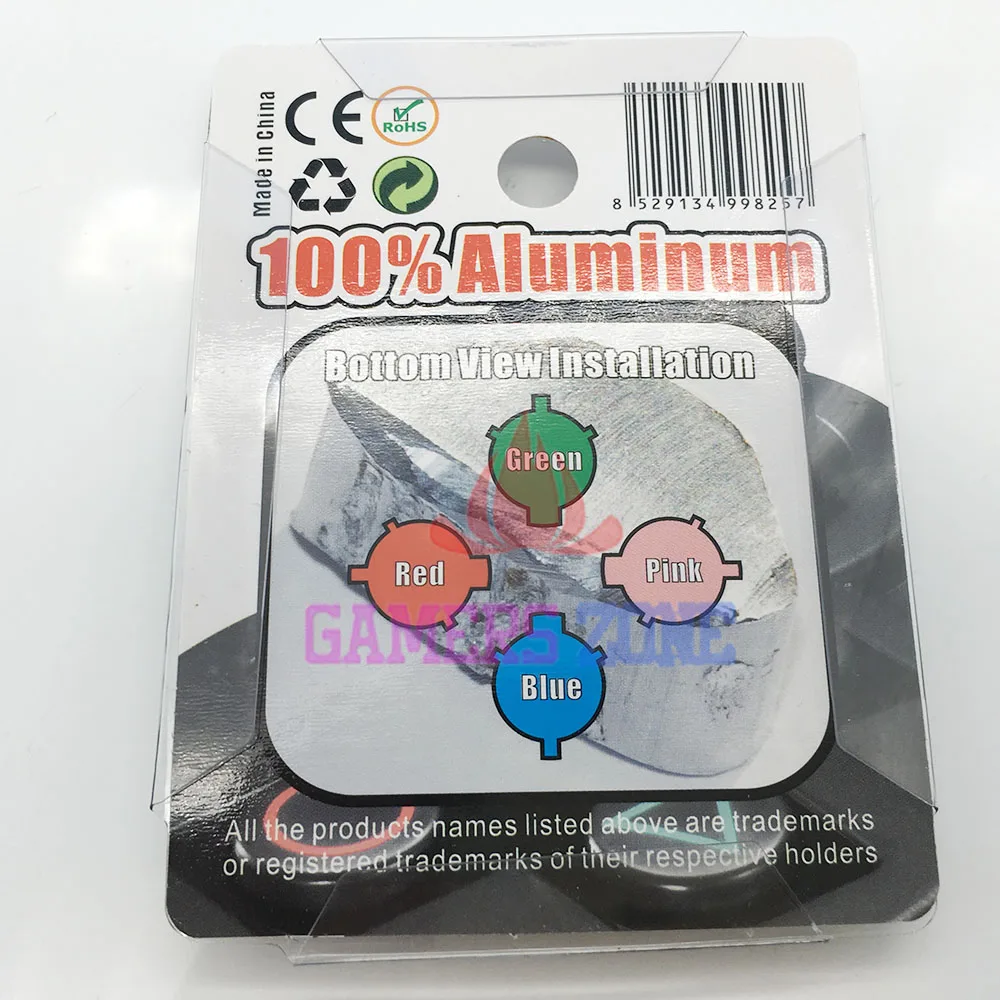 Made in China
CE
RoHS
8 529134 998257
100% Aluminum
Bottom View Installation
Green
Red
Pink
GAMERS ZONE
Blue
All the products names listed above are trademarks
or registered trademarks of their respective holders